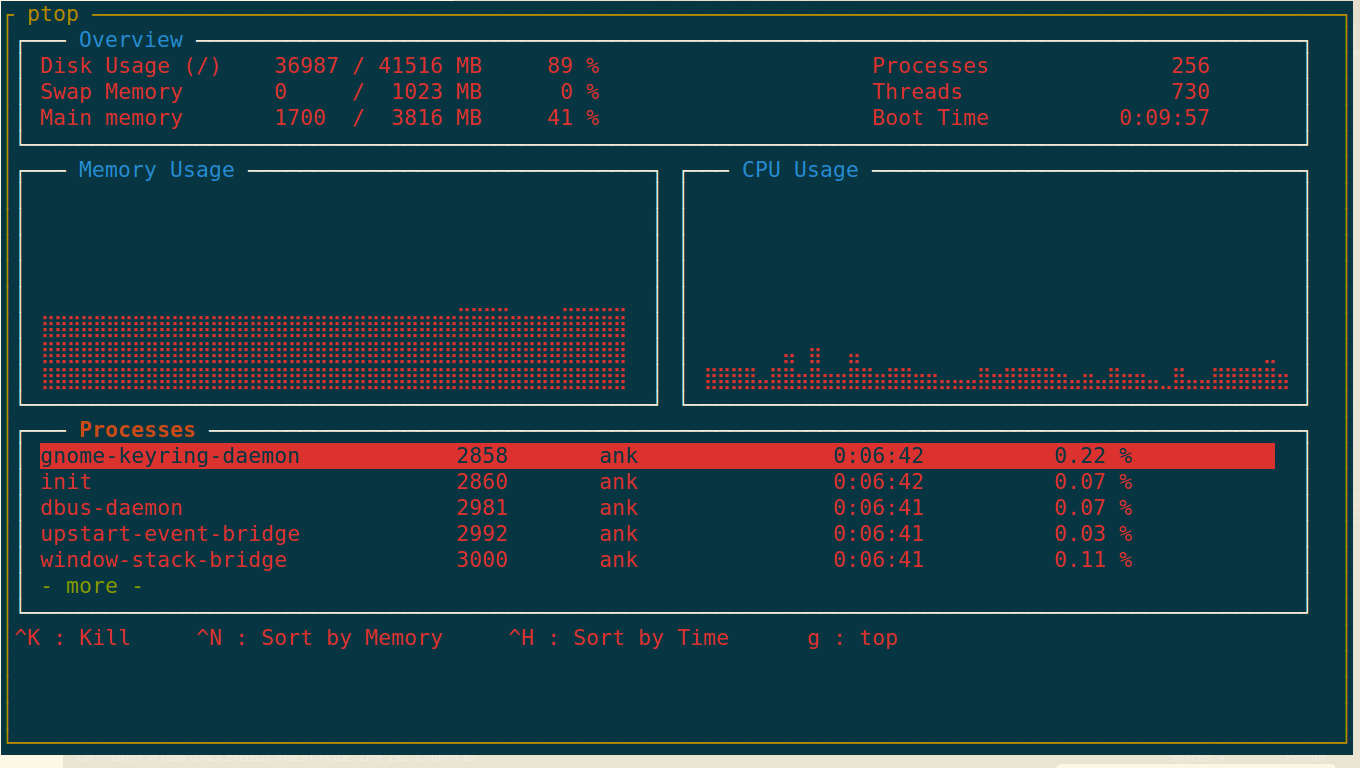 ptop
Overview
Disk Usage (/) 36987 / 41516 MB 89 % Processes 256
Swap Memory 0 / 1023 MB 0 % Threads 730
Main memory 1700 / 3816 MB 41 % Boot Time 0:09:57
Memory Usage CPU Usage
Processes
gnome-keyring-daemon 2858 ank 0:06:42 0.22 %
init 2860 ank 0:06:42 0.07 %
dbus-daemon 2981 ank 0:06:41 0.07 %
upstart-event-bridge 2992 ank 0:06:41 0.03 %
window-stack-bridge 3000 ank 0:06:41 0.11 %
- more -
^K : Kill ^N : Sort by Memory ^H : Sort by Time g : top